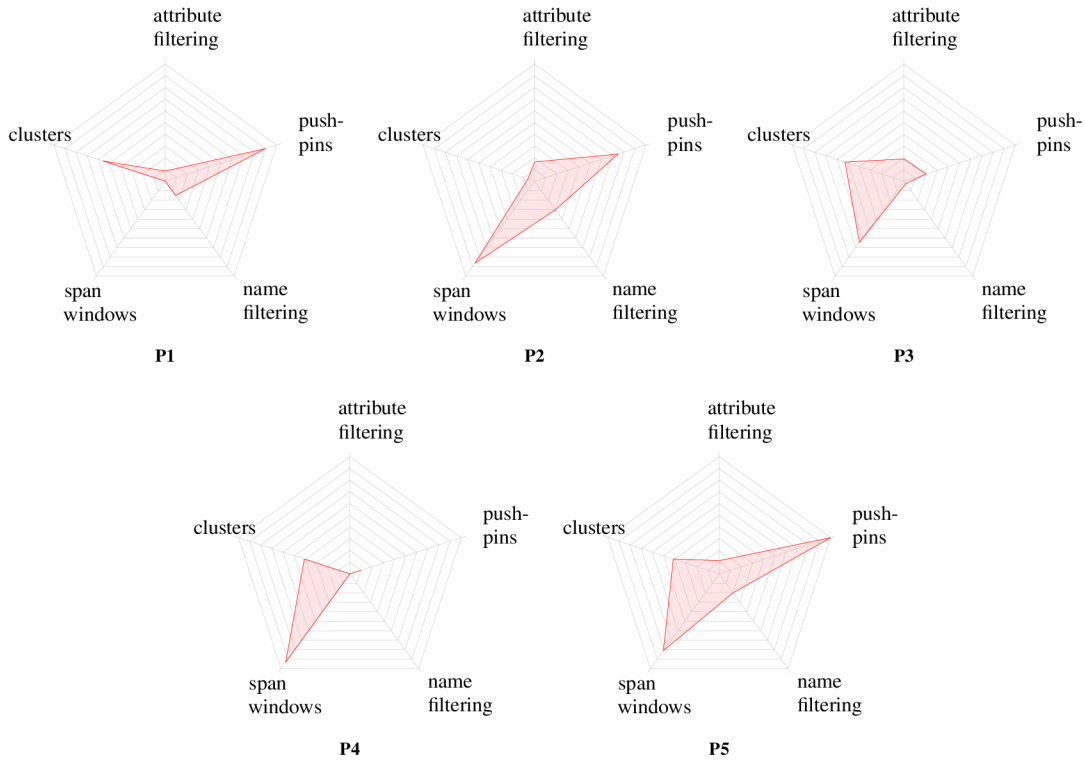 attribute
filtering
clusters
push-
pins
span
windows
name
filtering
P1
attribute
filtering
clusters
push-
pins
span
windows
name
filtering
P2
attribute
filtering
clusters
push-
pins
span
windows
name
filtering
P3
attribute
filtering
clusters
push-
pins
span
windows
name
filtering
P4
attribute
filtering
clusters
push-
pins
span
windows
name
filtering
P5